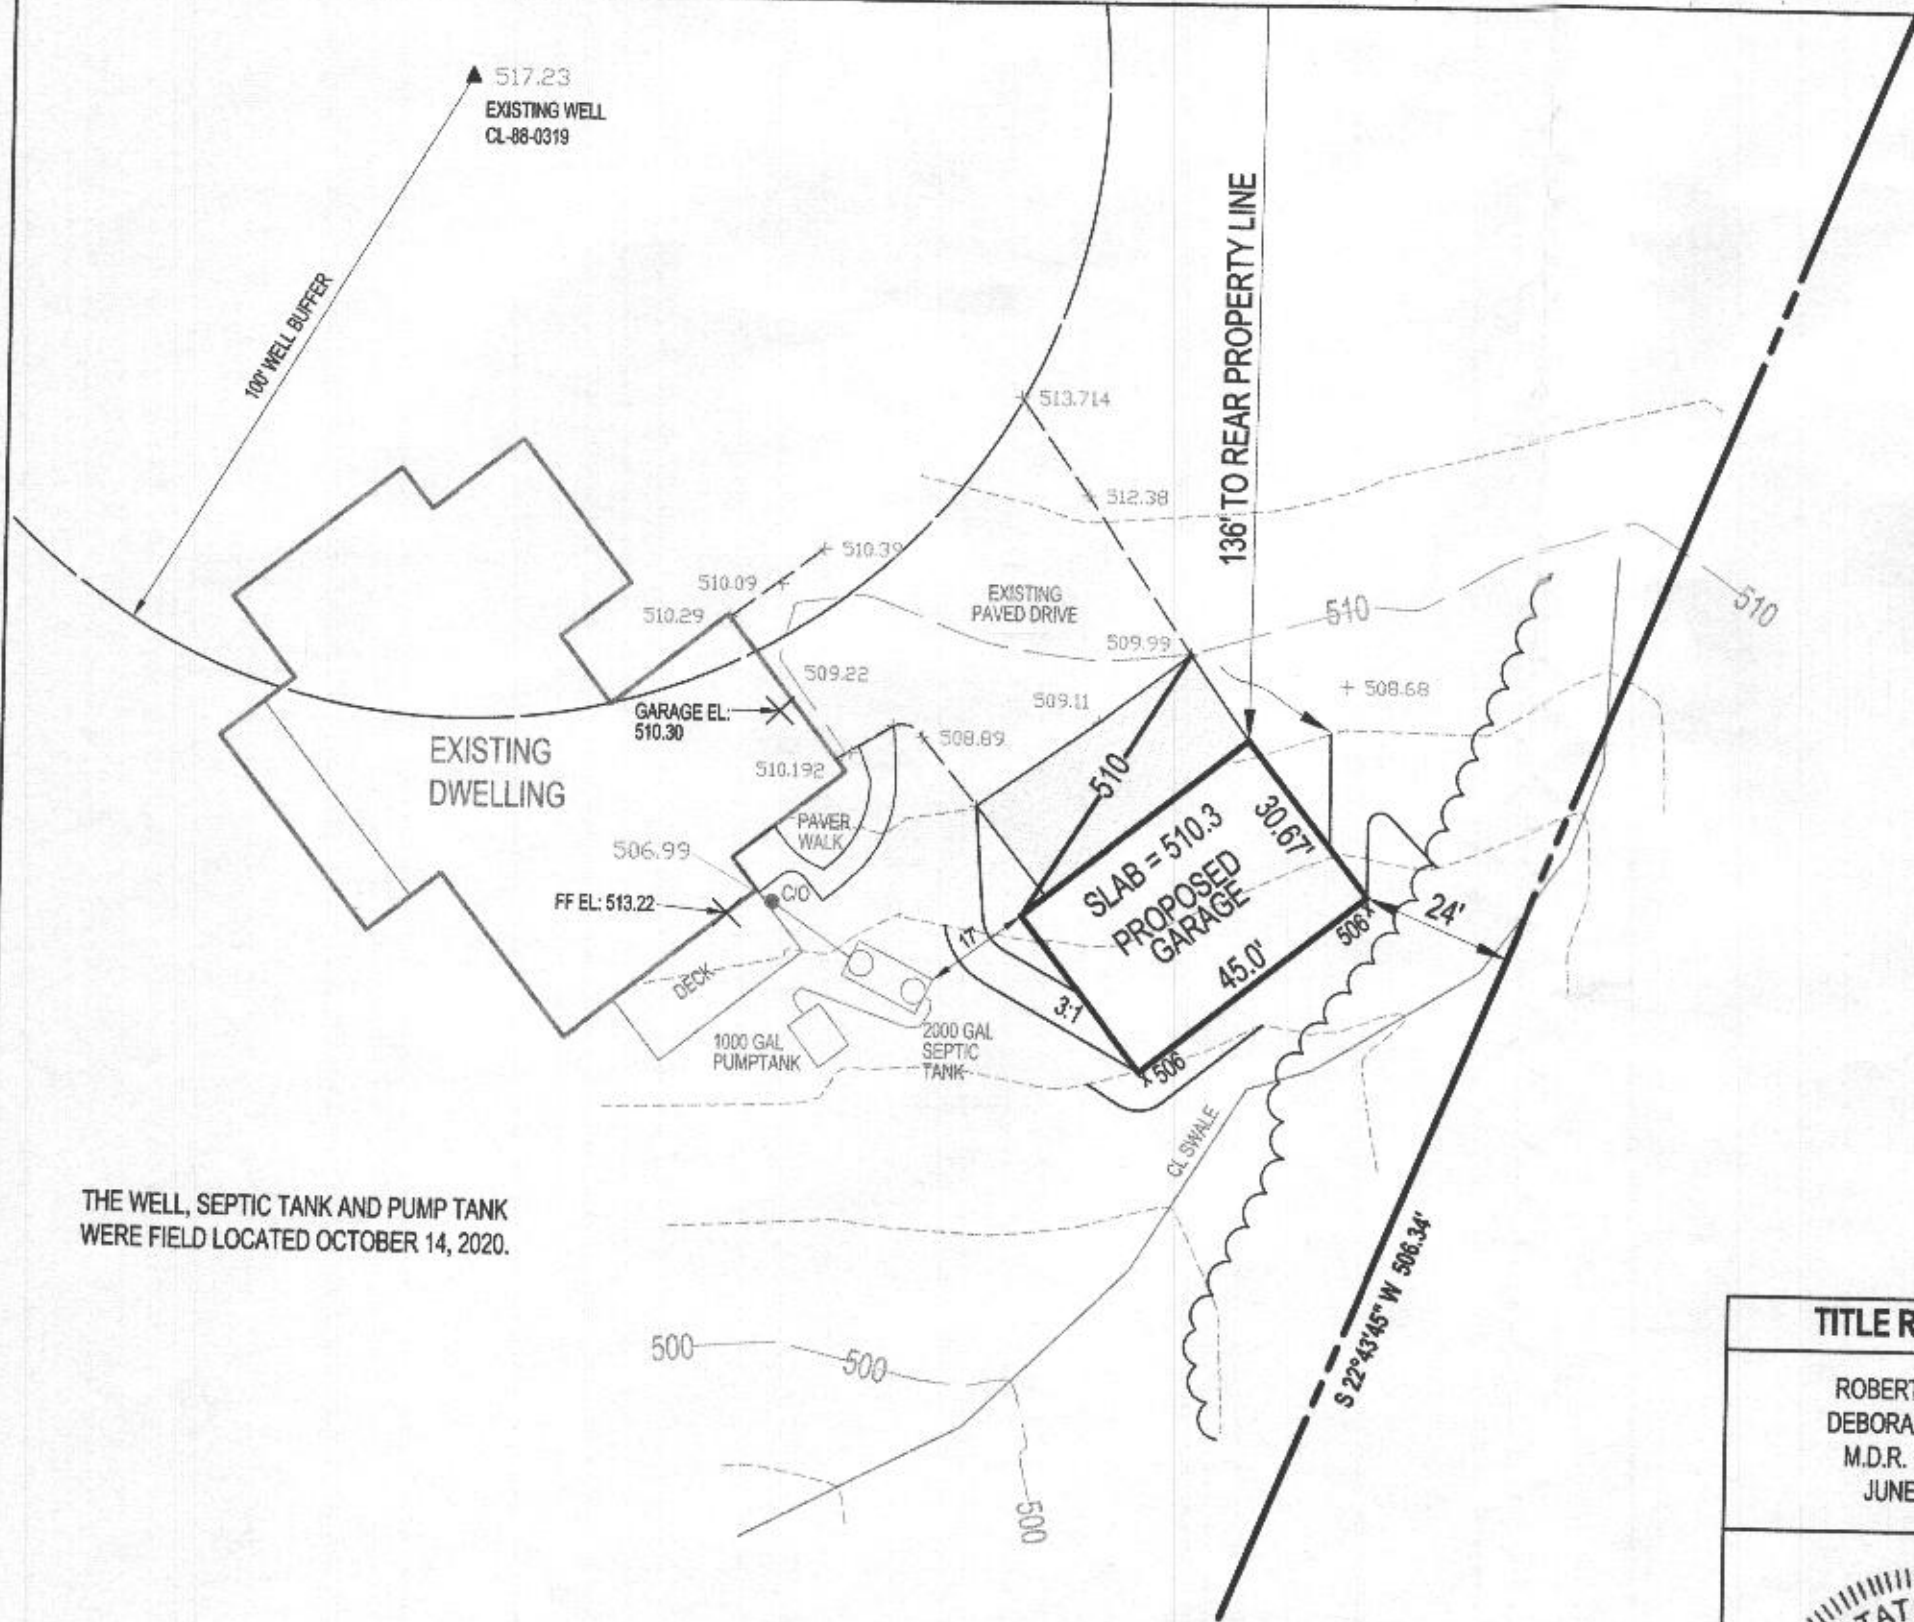 517.23
EXISTING WELL
CL-88-0319
100' WELL BUFFER
136' TO REAR PROPERTY LINE
513.714
512.38
510.39
510.09
510.29
EXISTING
PAVED DRIVE
510
510
509.99
509.22
509.11
508.68
GARAGE EL:
510.30
508.89
EXISTING
DWELLING
510.192
510
PAVER
WALK
506.99
SLAB = 510.3
PROPOSED
GARAGE
30.67'
45.0'
FF EL: 513.22
C/O
17'
506
24'
DECK
3:1
1000 GAL
PUMPTANK
2000 GAL
SEPTIC
TANK
506
CL SWALE
THE WELL, SEPTIC TANK AND PUMP TANK
WERE FIELD LOCATED OCTOBER 14, 2020.
S 22°43'45" W 506.34'
500
500
500
TITLE R
ROBERT
DEBORA
M.D.R.
JUNE
TAT